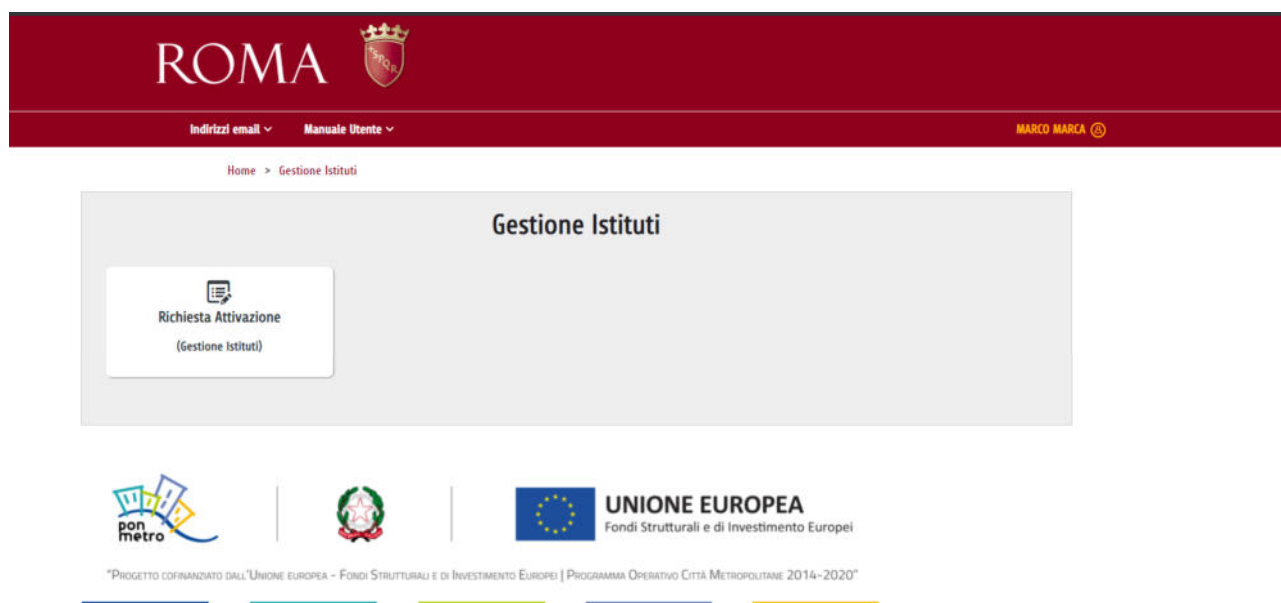 ROMA
SPQR
Indirizzi email Manuale Utente MARCO MARCA
Home > Gestione Istituti
Gestione Istituti
Richiesta Attivazione
(Gestione Istituti)
pon
metro
UNIONE EUROPEA
Fondi Strutturali e di Investimento Europei
"Progetto cofinanziato dall'Unione europea – Fondi Strutturali e di Investimento Europei | Programma Operativo Città Metropolitane 2014-2020"